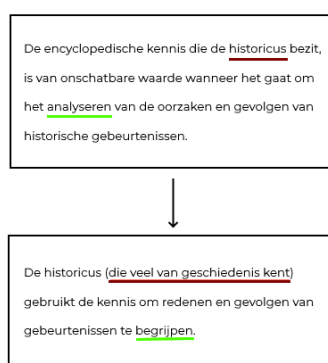 De encyclopedische kennis die de historicus bezit,
is van onschatbare waarde wanneer het gaat om
het analyseren van de oorzaken en gevolgen van
historische gebeurtenissen.
De historicus (die veel van geschiedenis kent)
gebruikt de kennis om redenen en gevolgen van
gebeurtenissen te begrijpen.